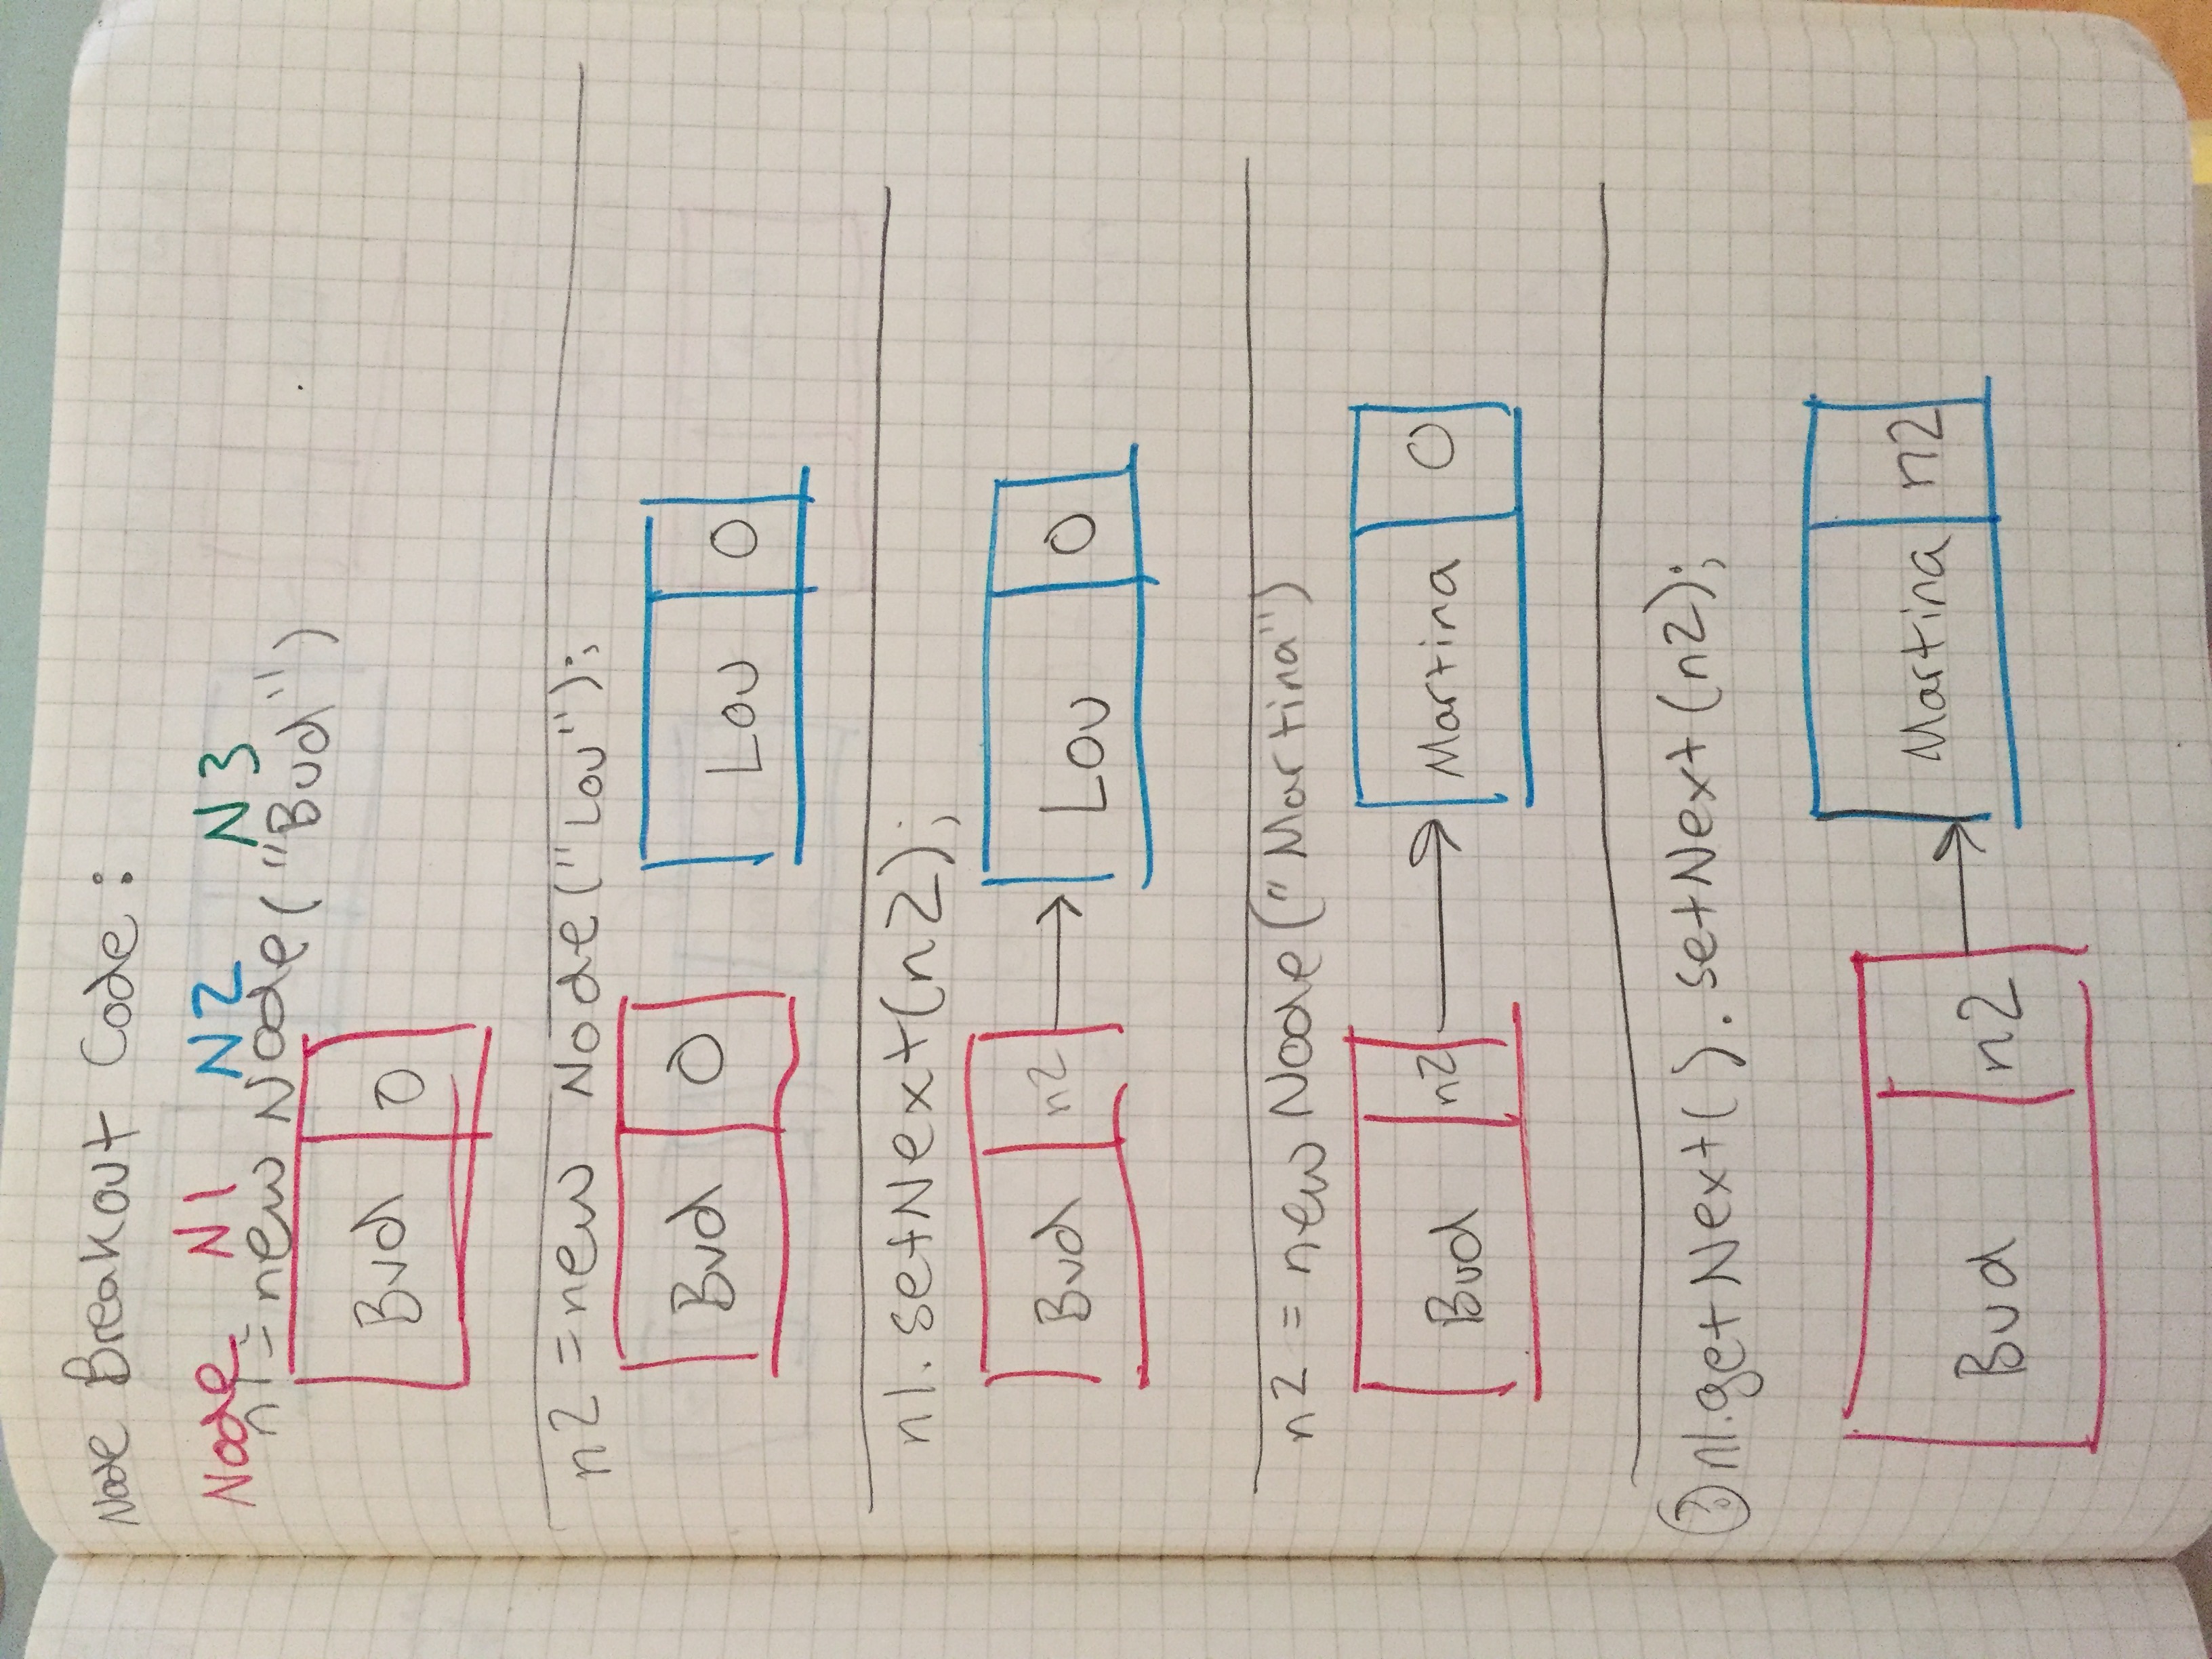 Node Breakout Code:
Node N1 N2 N3
n1 = new Node("Bud")
Bud 0
n2 = new Node("Lou");
Bud 0 Lou 0
n1.setNext(n2);
Bud n2 Lou 0
n2 = new Node("Martina")
Bud n2 Martina 0
? n1.getNext().setNext(n2);
Bud n2 Martina n2